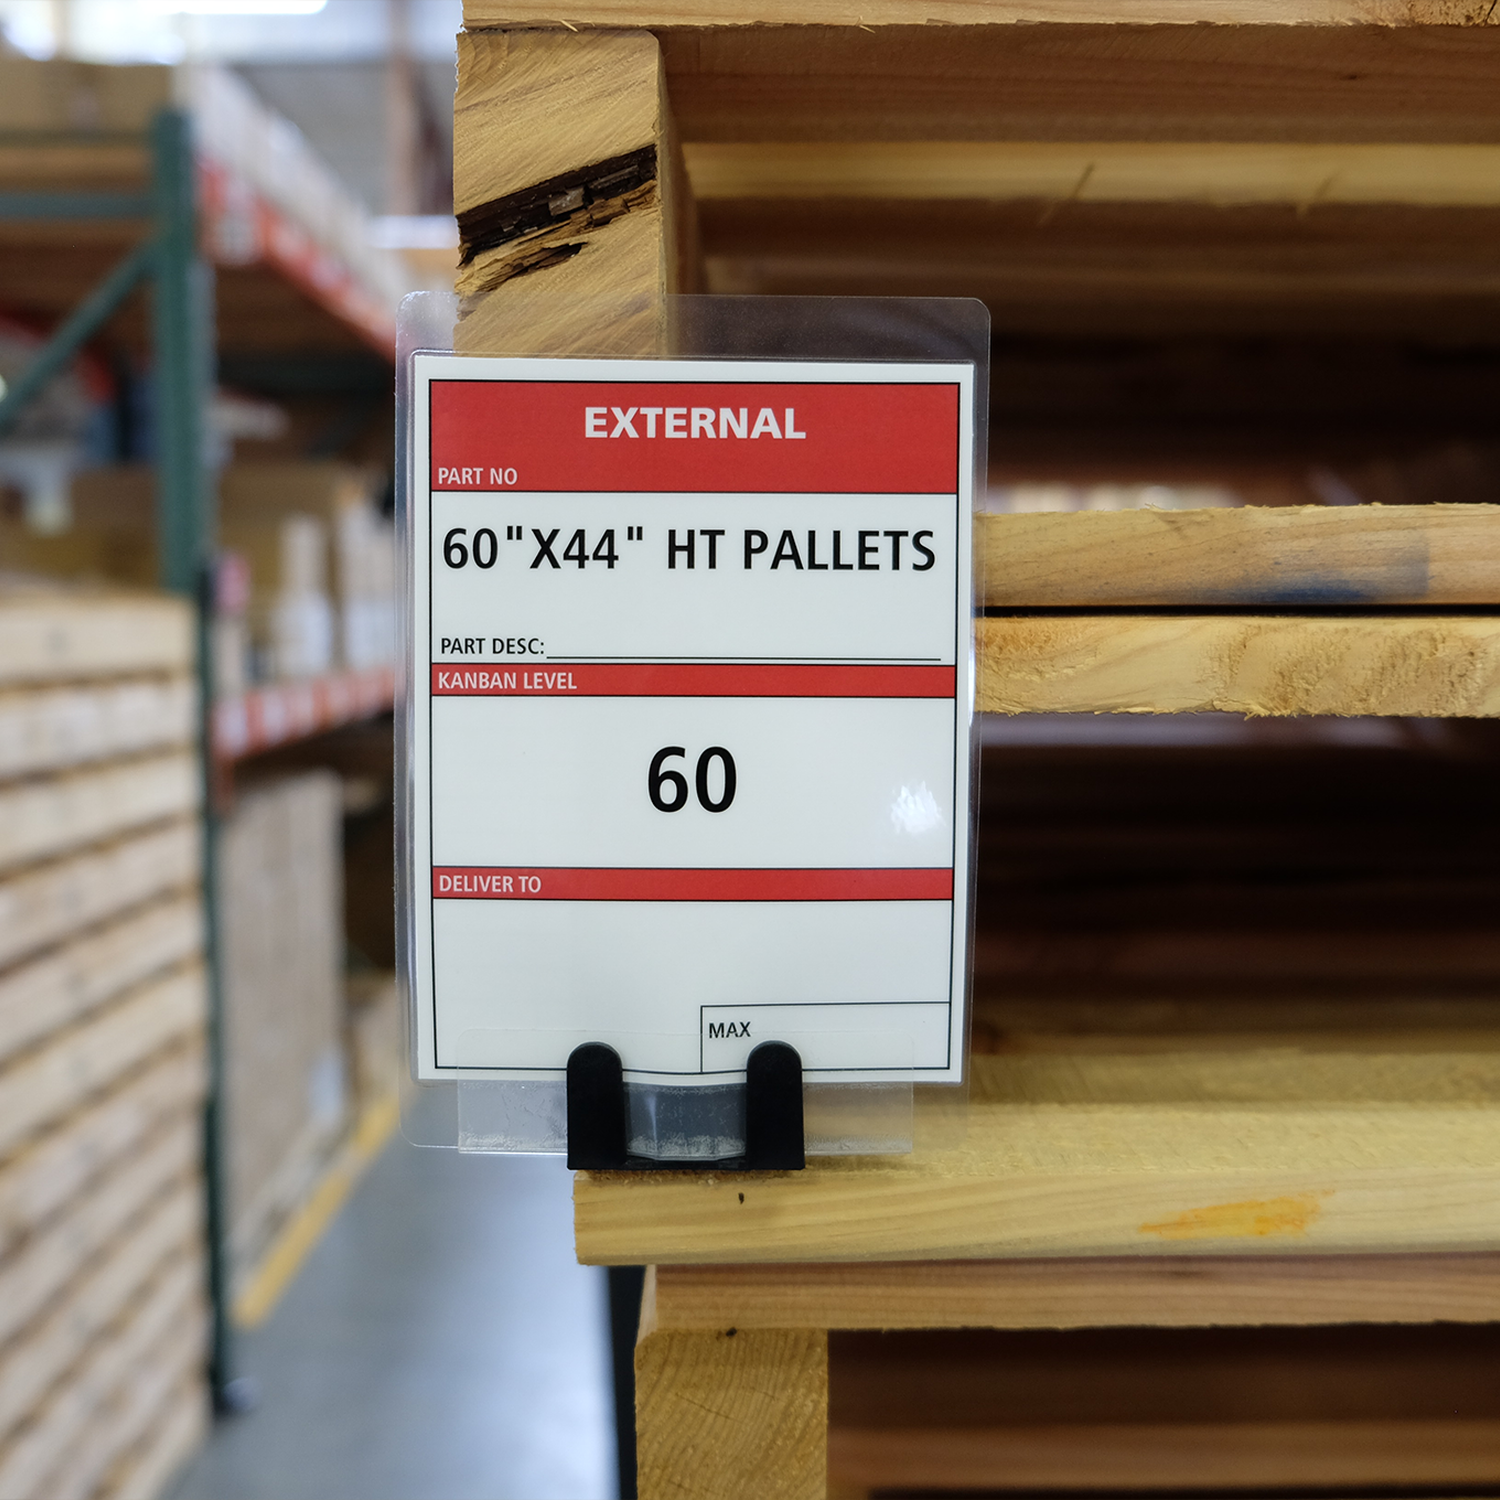 EXTERNAL
PART NO
60"X44" HT PALLETS
PART DESC:
KANBAN LEVEL
60
DELIVER TO
MAX